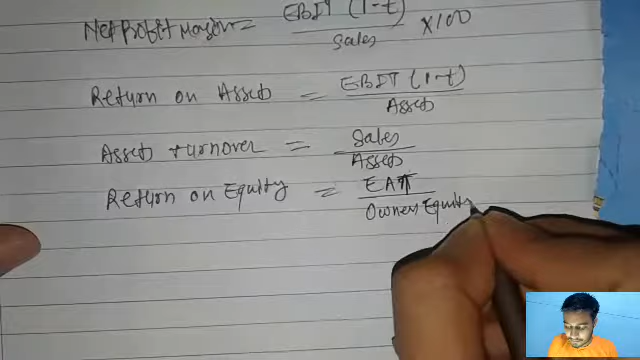 Net Profit Margin = EBIT (1-t) / Sales × 100
Return on Assets = EBIT (1-t) / Assets
Assets turnover = Sales / Assets
Return on Equity = EAT / Owners Equity